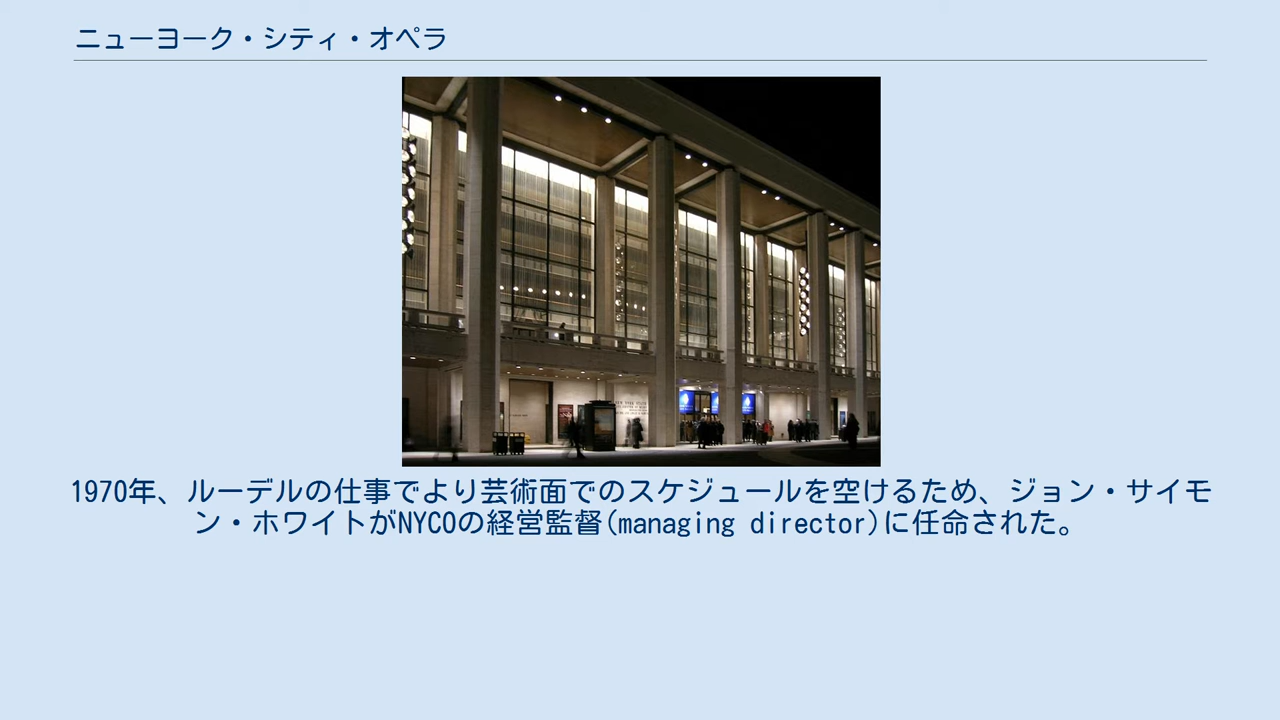 ニューヨーク・シティ・オペラ
1970年、ルーデルの仕事でより芸術面でのスケジュールを空けるため、ジョン・サイモ
ン・ホワイトがNYCOの経営監督(managing director)に任命された。